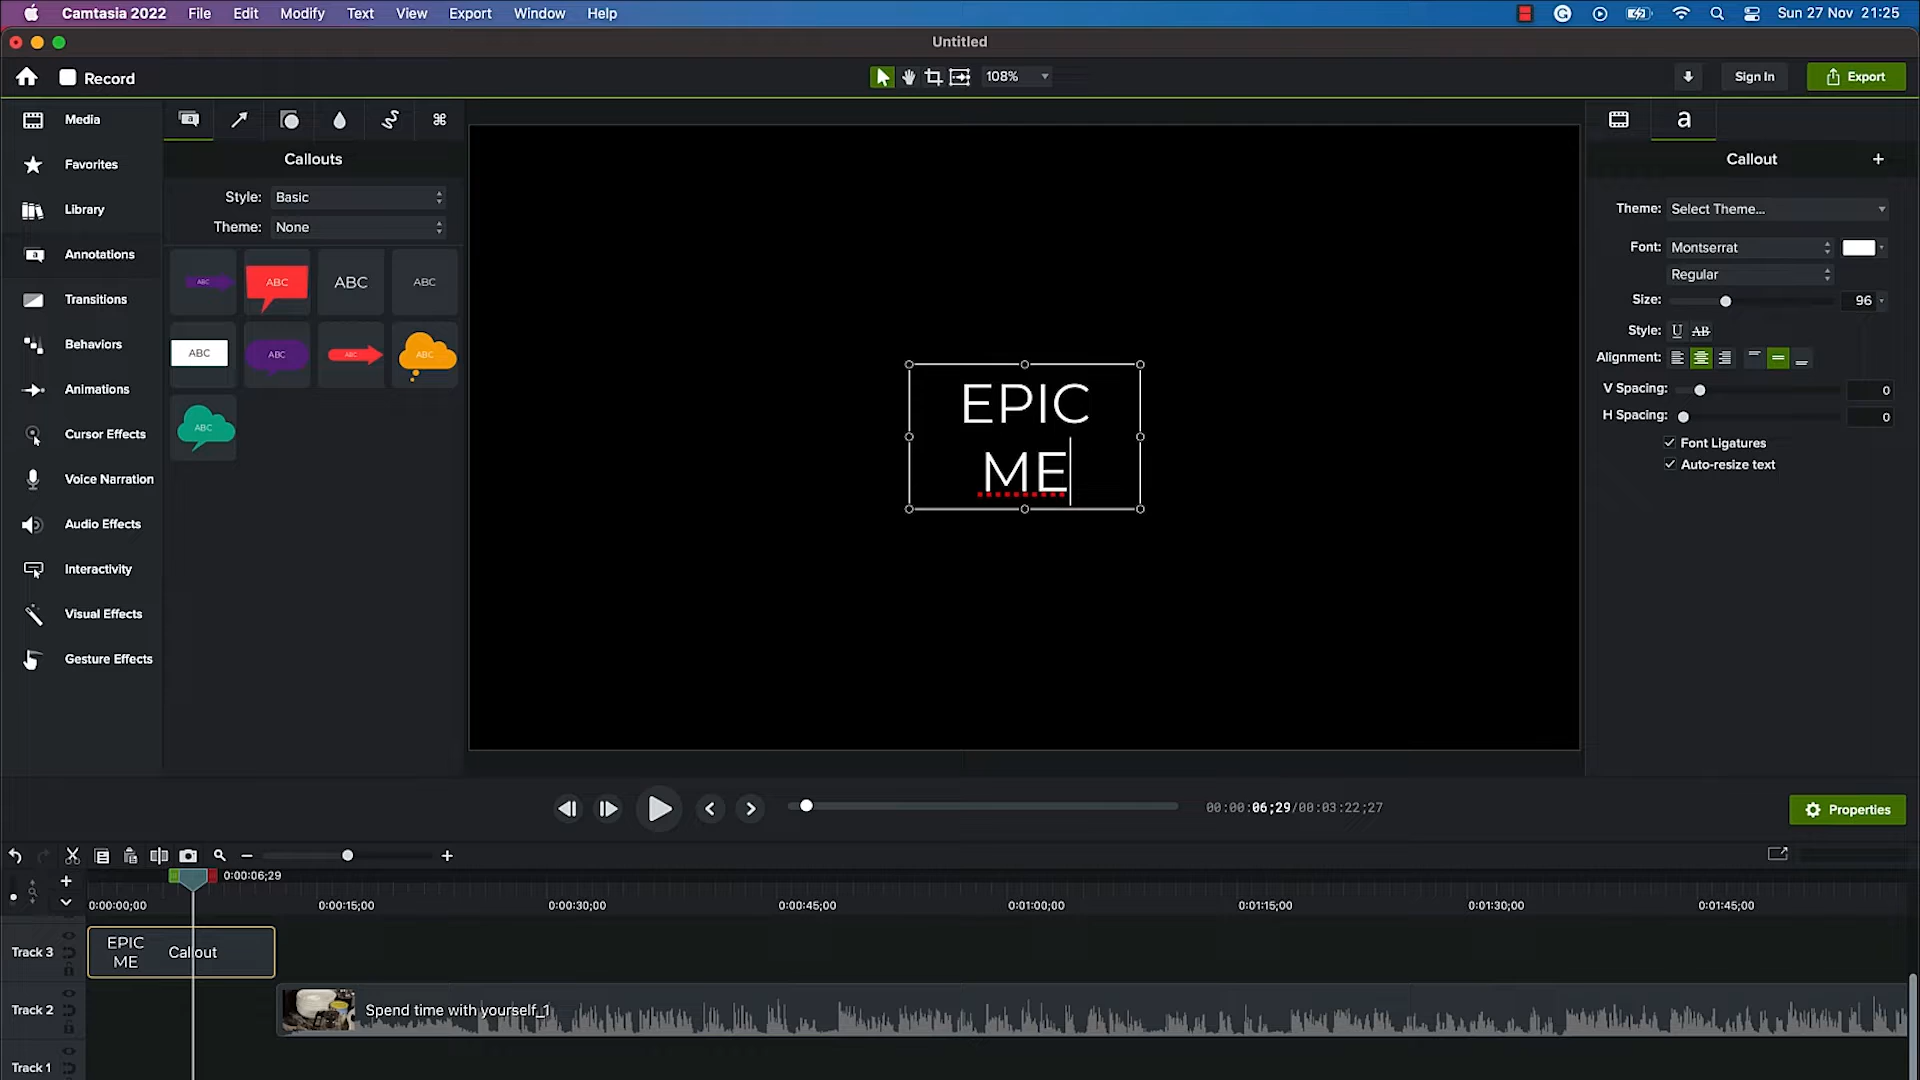 Camtasia 2022 File Edit Modify Text View Export Window Help Sun 27 Nov 21:25
Untitled
Record 108% Sign In Export
Media
Favorites
Library
Annotations
Transitions
Behaviors
Animations
Cursor Effects
Voice Narration
Audio Effects
Interactivity
Visual Effects
Gesture Effects
Callouts
Style: Basic
Theme: None
ABC ABC ABC ABC
ABC ABC ABC ABC
ABC
EPIC
ME
a
Callout
Theme: Select Theme...
Font: Montserrat
Regular
Size: 96
Style: U AB
Alignment:
V Spacing: 0
H Spacing: 0
Font Ligatures
Auto-resize text
00:00:06;29/00:03:22;27
Properties
0:00:06;29
0:00:00;00 0:00:15;00 0:00:30;00 0:00:45;00 0:01:00;00 0:01:15;00 0:01:30;00 0:01:45;00
Track 3
EPIC
ME
Callout
Track 2 Spend time with yourself_1
Track 1